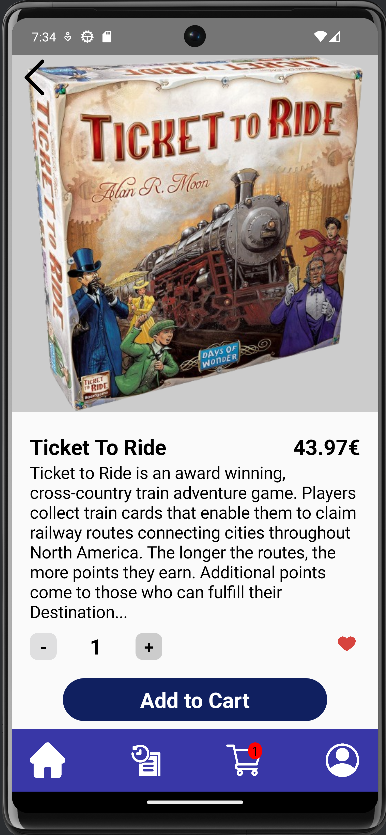 7:34
TICKET TO RIDE
Alan R. Moon
TICKET TO RIDE
DAYS OF
WONDER
TICKET
TO RIDE
Ticket To Ride
43.97€
Ticket to Ride is an award winning,
cross-country train adventure game. Players
collect train cards that enable them to claim
railway routes connecting cities throughout
North America. The longer the routes, the
more points they earn. Additional points
come to those who can fulfill their
Destination...
- 1 +
Add to Cart
1